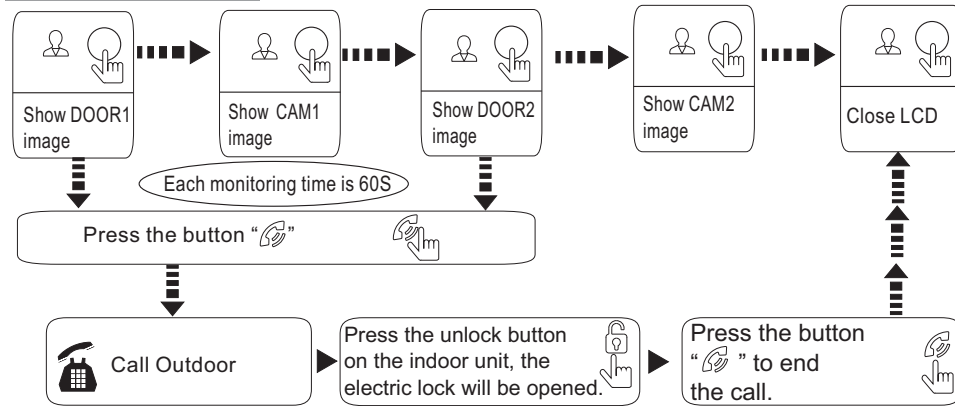 Show DOOR1
image
Show CAM1
image
Show DOOR2
image
Show CAM2
image
Close LCD
Each monitoring time is 60S
Press the button “ ”
Call Outdoor
Press the unlock button
on the indoor unit, the
electric lock will be opened.
Press the button
“ ” to end
the call.